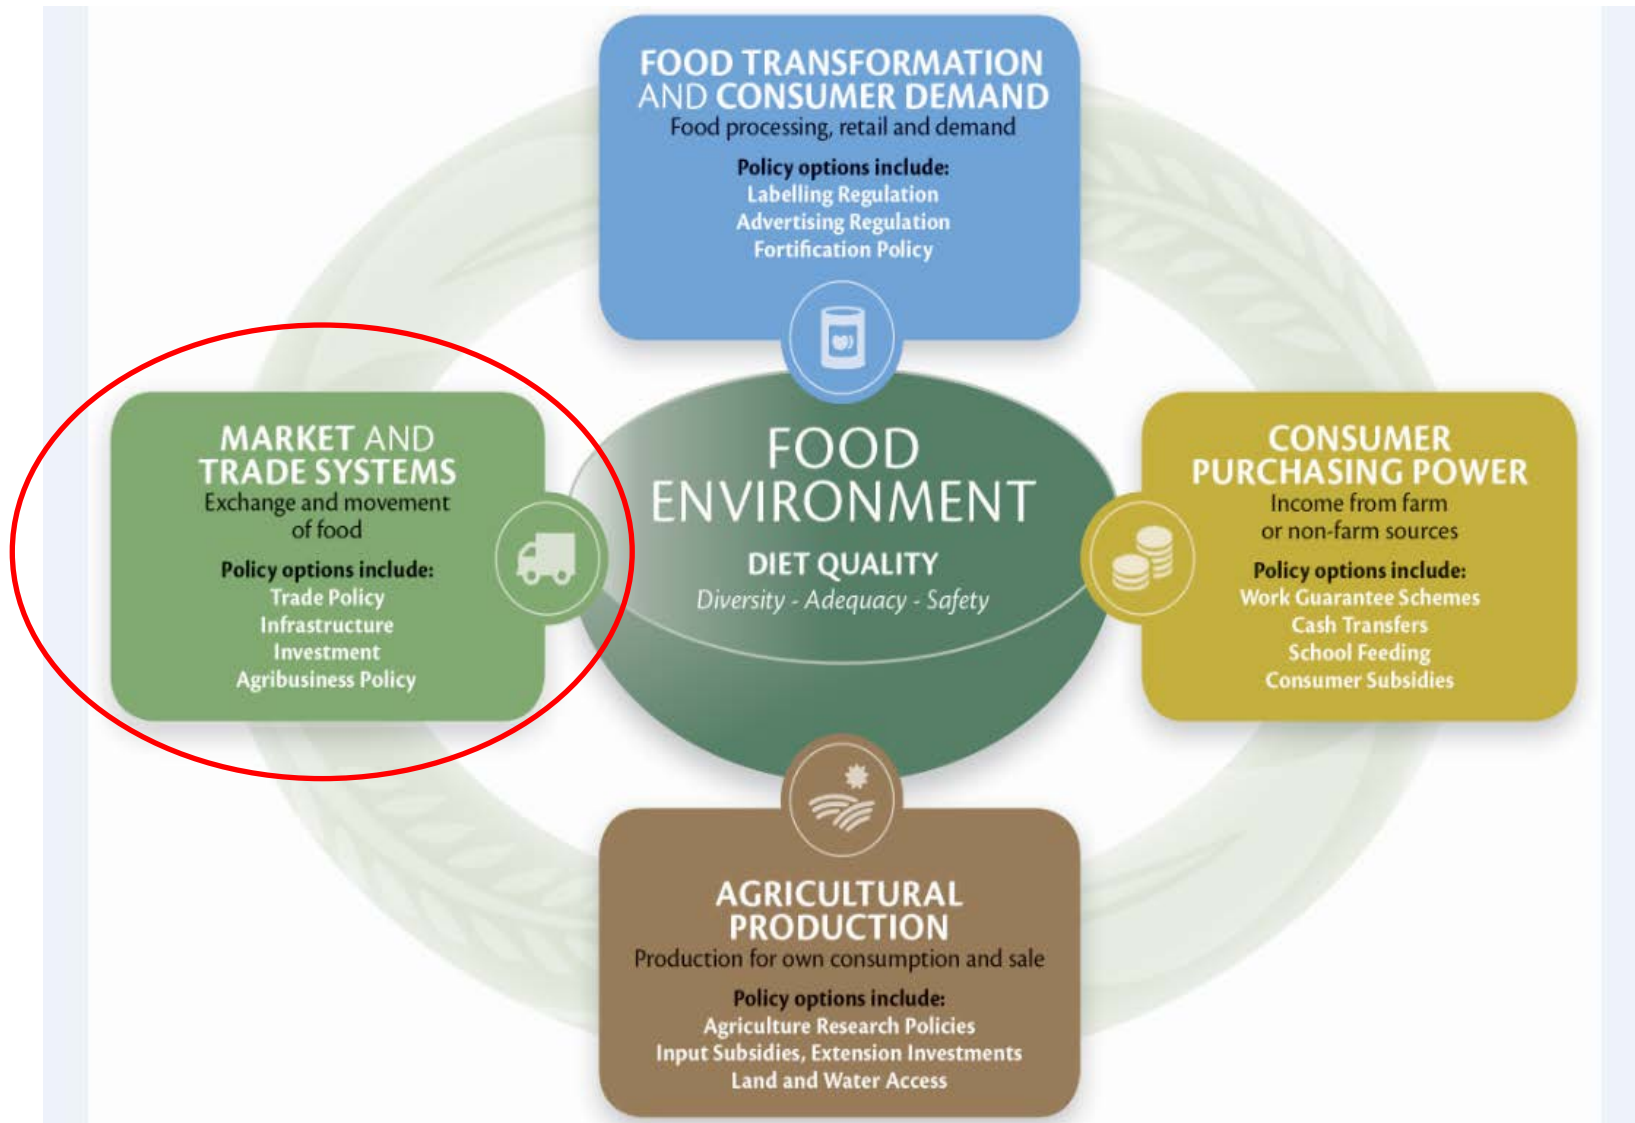 FOOD TRANSFORMATION
AND CONSUMER DEMAND
Food processing, retail and demand
Policy options include:
Labelling Regulation
Advertising Regulation
Fortification Policy
MARKET AND
TRADE SYSTEMS
Exchange and movement
of food
Policy options include:
Trade Policy
Infrastructure
Investment
Agribusiness Policy
FOOD
ENVIRONMENT
DIET QUALITY
Diversity - Adequacy - Safety
CONSUMER
PURCHASING POWER
Income from farm
or non-farm sources
Policy options include:
Work Guarantee Schemes
Cash Transfers
School Feeding
Consumer Subsidies
AGRICULTURAL
PRODUCTION
Production for own consumption and sale
Policy options include:
Agriculture Research Policies
Input Subsidies, Extension Investments
Land and Water Access